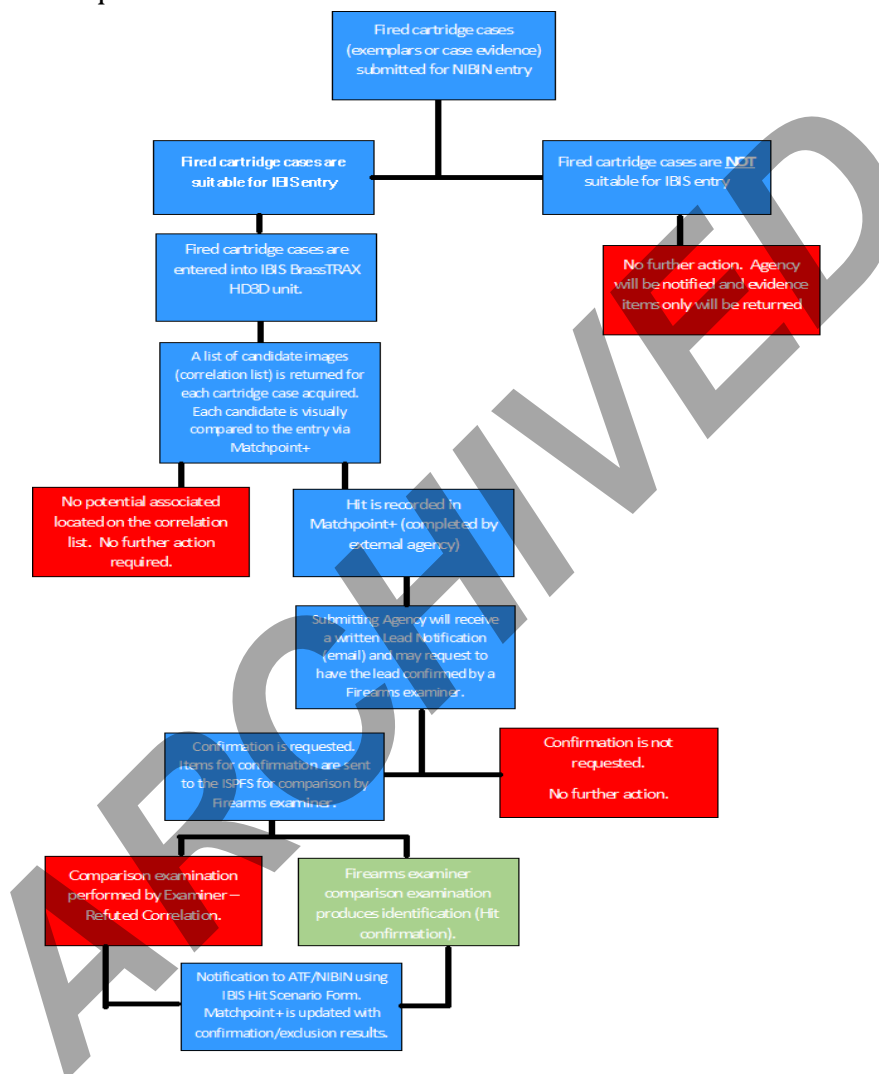 Fired cartridge cases
(exemplars or case evidence)
submitted for NIBIN entry
Fired cartridge cases are
suitable for IBIS entry
Fired cartridge cases are NOT
suitable for IBIS entry
Fired cartridge cases are
entered into IBIS BrassTRAX
HD3D unit.
No further action. Agency
will be notified and evidence
items only will be returned
A list of candidate images
(correlation list) is returned for
each cartridge case acquired.
Each candidate is visually
compared to the entry via
Matchpoint+
No potential associated
located on the correlation
list. No further action
required.
Hit is recorded in
Matchpoint+ (completed by
external agency)
Submitting Agency will receive
a written Lead Notification
(email) and may request to
have the lead confirmed by a
Firearms examiner.
Confirmation is requested.
Items for confirmation are sent
to the ISPFS for comparison by
Firearms examiner.
Confirmation is not
requested.
No further action.
Comparison examination
performed by Examiner –
Refuted Correlation.
Firearms examiner
comparison examination
produces identification (Hit
confirmation).
Notification to ATF/NIBIN using
IBIS Hit Scenario Form.
Matchpoint+ is updated with
confirmation/exclusion results.
ARCHIVED